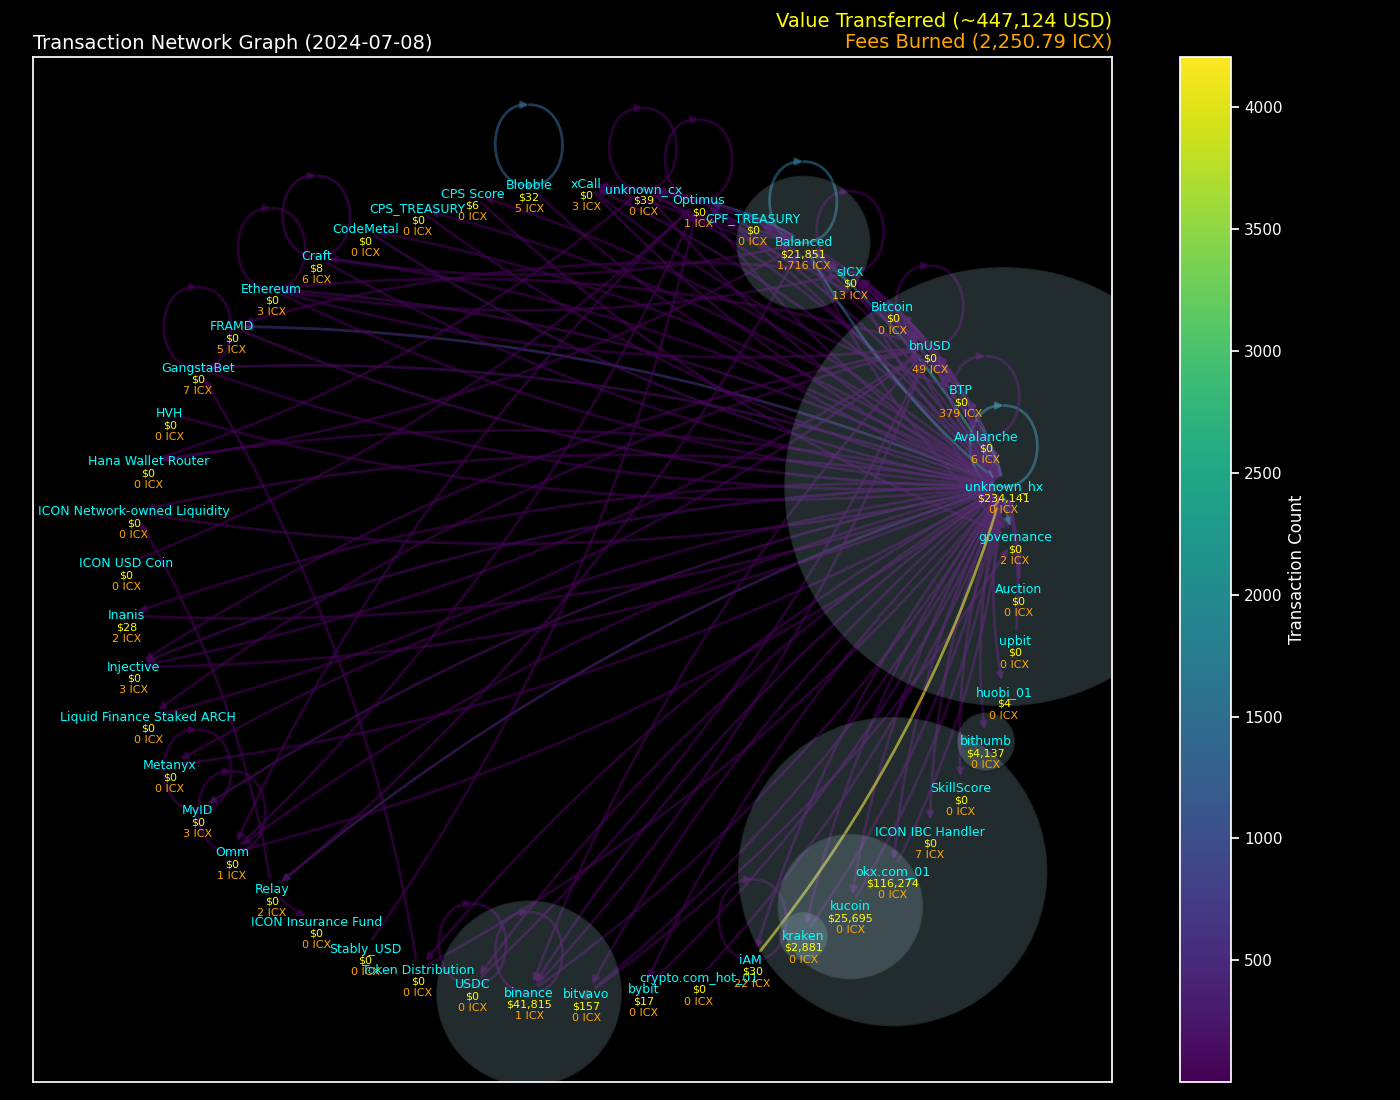 Value Transferred (~447,124 USD)
Transaction Network Graph (2024-07-08)
Fees Burned (2,250.79 ICX)
Blobble
$32
5 ICX
xCall
$0
3 ICX
unknown_cx
$39
0 ICX
Optimus
$0
1 ICX
CPF_TREASURY
$0
0 ICX
Balanced
$21,851
1,716 ICX
sICX
$0
13 ICX
Bitcoin
$0
0 ICX
bnUSD
$0
49 ICX
BTP
$0
379 ICX
Avalanche
$0
6 ICX
unknown_hx
$234,141
0 ICX
governance
$0
2 ICX
Auction
$0
0 ICX
upbit
$0
0 ICX
huobi_01
$4
0 ICX
bithumb
$4,137
0 ICX
SkillScore
$0
0 ICX
ICON IBC Handler
$0
7 ICX
okx.com_01
$116,274
0 ICX
kucoin
$25,695
0 ICX
kraken
$2,881
0 ICX
iAM
$30
22 ICX
crypto.com_hot_01
$0
0 ICX
bybit
$17
0 ICX
bitvavo
$157
0 ICX
binance
$41,815
1 ICX
USDC
$0
0 ICX
Token Distribution
$0
0 ICX
Stably_USD
$0
0 ICX
ICON Insurance Fund
$0
0 ICX
Relay
$0
2 ICX
Omm
$0
1 ICX
MyID
$0
3 ICX
Metanyx
$0
0 ICX
Liquid Finance Staked ARCH
$0
0 ICX
Injective
$0
3 ICX
Inanis
$28
2 ICX
ICON USD Coin
$0
0 ICX
ICON Network-owned Liquidity
$0
0 ICX
Hana Wallet Router
$0
0 ICX
HVH
$0
0 ICX
GangstaBet
$0
7 ICX
FRAMD
$0
5 ICX
Ethereum
$0
3 ICX
Craft
$8
6 ICX
CodeMetal
$0
0 ICX
CPS_TREASURY
$0
0 ICX
CPS Score
$6
0 ICX
4000
3500
3000
2500
2000
1500
1000
500
Transaction Count